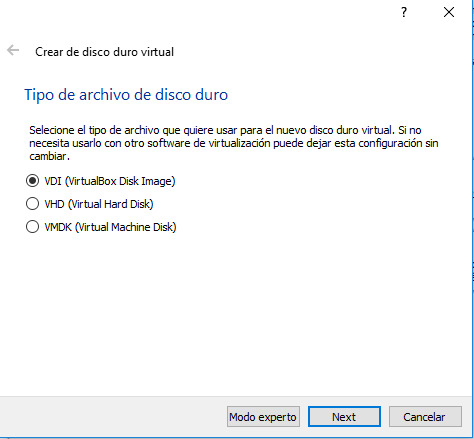 ?
Crear de disco duro virtual
Tipo de archivo de disco duro
Selecione el tipo de archivo que quiere usar para el nuevo disco duro virtual. Si no
necesita usarlo con otro software de virtualización puede dejar esta configuración sin
cambiar.
VDI (VirtualBox Disk Image)
VHD (Virtual Hard Disk)
VMDK (Virtual Machine Disk)
Modo experto Next Cancelar